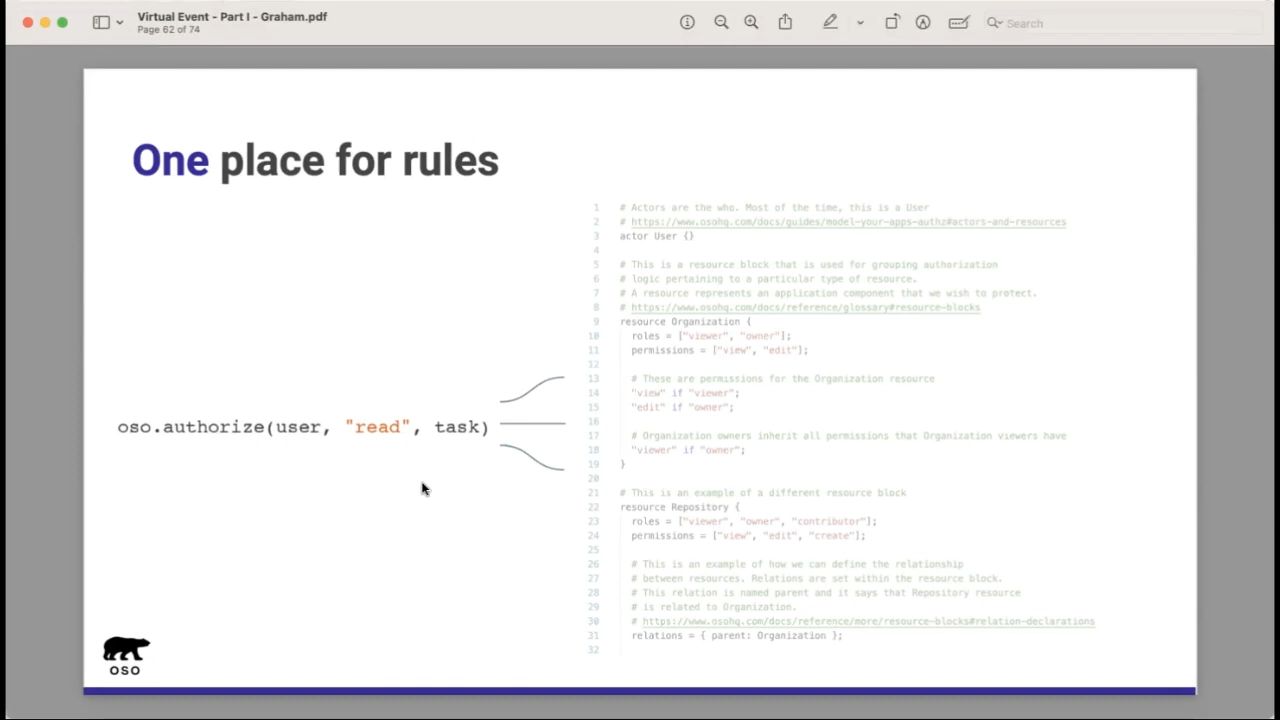 Virtual Event - Part I - Graham.pdf
Page 62 of 74
Search
One place for rules
oso.authorize(user, "read", task)
1 # Actors are the who. Most of the time, this is a User
2 # https://www.osohq.com/docs/guides/model-your-apps-authz#actors-and-resources
3 actor User {}
4
5 # This is a resource block that is used for grouping authorization
6 # logic pertaining to a particular type of resource.
7 # A resource represents an application component that we wish to protect.
8 # https://www.osohq.com/docs/reference/glossary#resource-blocks
9 resource Organization {
10 roles = ["viewer", "owner"];
11 permissions = ["view", "edit"];
12
13 # These are permissions for the Organization resource
14 "view" if "viewer";
15 "edit" if "owner";
16
17 # Organization owners inherit all permissions that Organization viewers have
18 "viewer" if "owner";
19 }
20
21 # This is an example of a different resource block
22 resource Repository {
23 roles = ["viewer", "owner", "contributor"];
24 permissions = ["view", "edit", "create"];
25
26 # This is an example of how we can define the relationship
27 # between resources. Relations are set within the resource block.
28 # This relation is named parent and it says that Repository resource
29 # is related to Organization.
30 # https://www.osohq.com/docs/reference/more/resource-blocks#relation-declarations
31 relations = { parent: Organization };
32
OSO